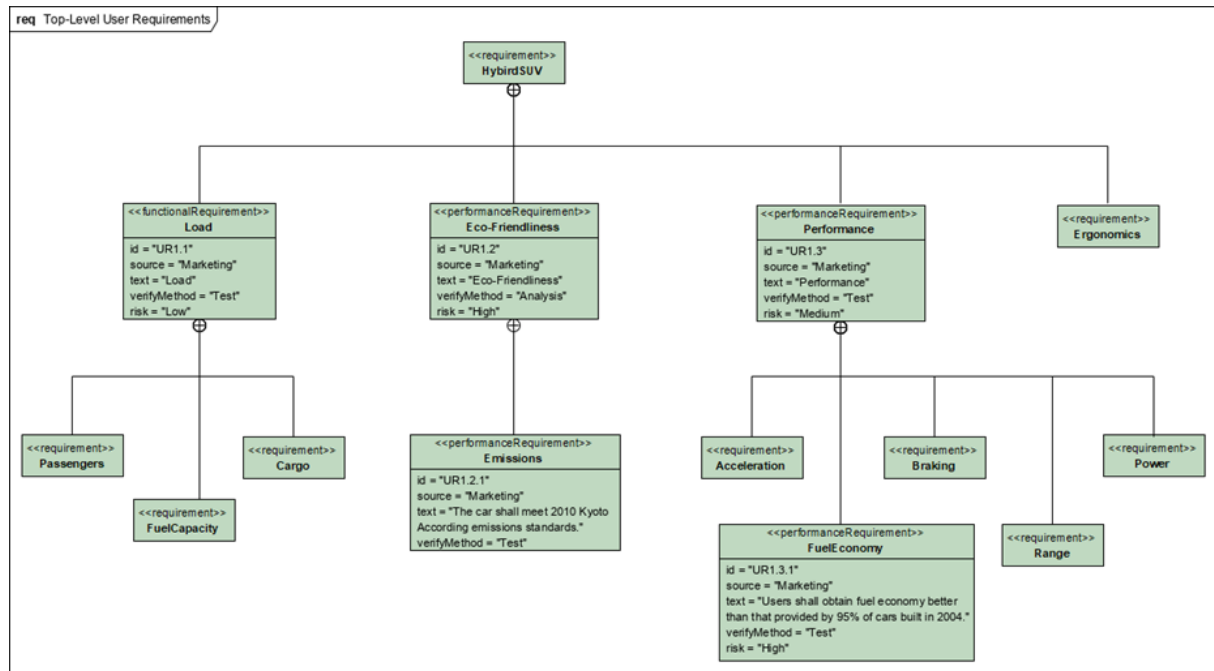 req Top-Level User Requirements
<<requirement>>
HybirdSUV
<<functionalRequirement>>
Load
id = "UR1.1"
source = "Marketing"
text = "Load"
verifyMethod = "Test"
risk = "Low"
<<performanceRequirement>>
Eco-Friendliness
id = "UR1.2"
source = "Marketing"
text = "Eco-Friendliness"
verifyMethod = "Analysis"
risk = "High"
<<performanceRequirement>>
Performance
id = "UR1.3"
source = "Marketing"
text = "Performance"
verifyMethod = "Test"
risk = "Medium"
<<requirement>>
Ergonomics
<<requirement>>
Passengers
<<requirement>>
FuelCapacity
<<requirement>>
Cargo
<<performanceRequirement>>
Emissions
id = "UR1.2.1"
source = "Marketing"
text = "The car shall meet 2010 Kyoto
According emissions standards."
verifyMethod = "Test"
<<requirement>>
Acceleration
<<performanceRequirement>>
FuelEconomy
id = "UR1.3.1"
source = "Marketing"
text = "Users shall obtain fuel economy better
than that provided by 95% of cars built in 2004."
verifyMethod = "Test"
risk = "High"
<<requirement>>
Braking
<<requirement>>
Range
<<requirement>>
Power